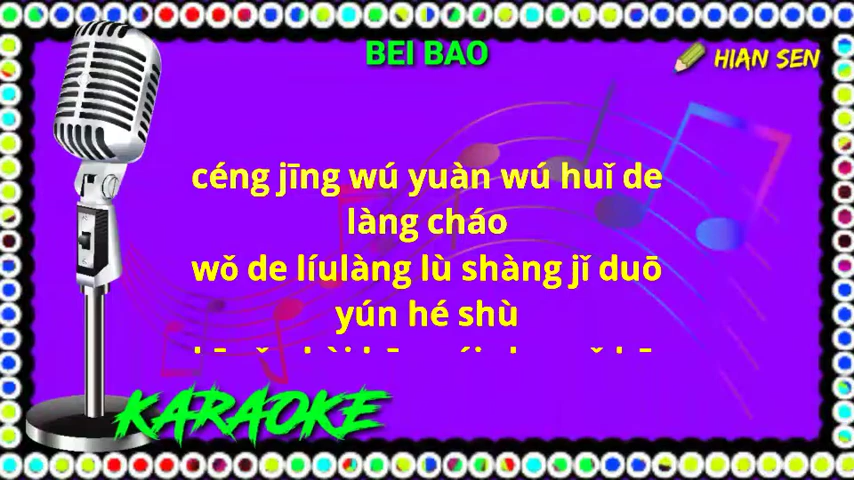 BEI BAO
HIAN SEN
céng jīng wú yuàn wú huǐ de
làng cháo
wǒ de líulàng lù shàng jǐ duō
yún hé shù
KARAOKE